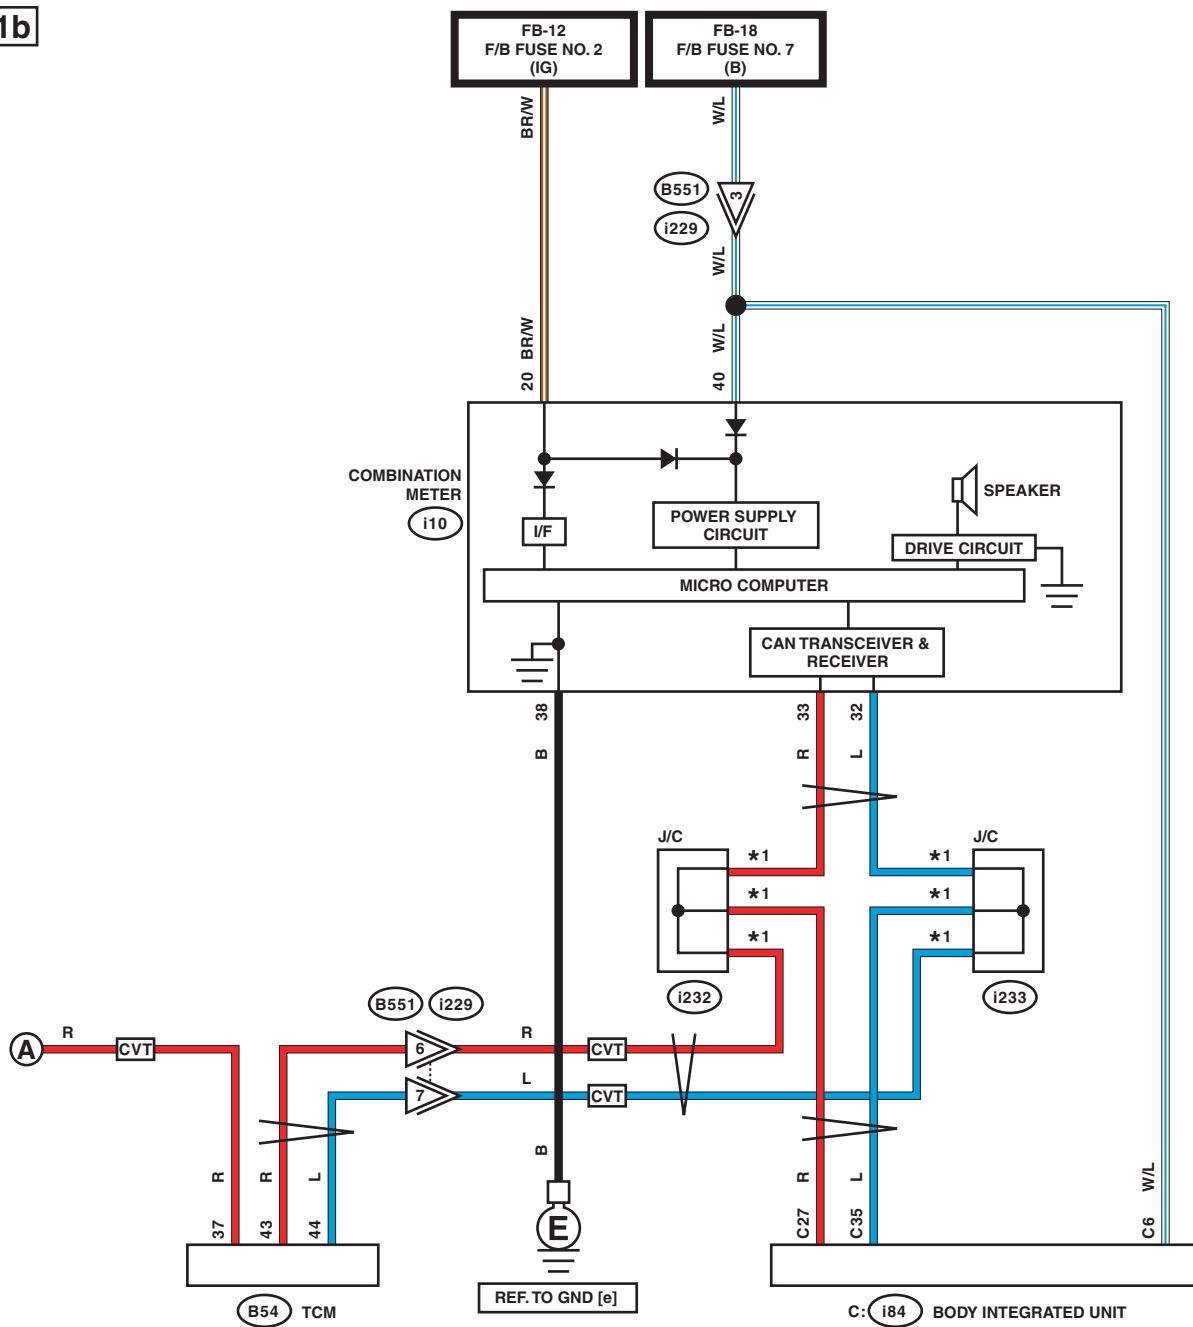 1b
FB-12
F/B FUSE NO. 2
(IG)
FB-18
F/B FUSE NO. 7
(B)
BR/W
W/L
B551
3
i229
W/L
20 BR/W
40 W/L
COMBINATION
METER
i10
I/F
POWER SUPPLY
CIRCUIT
SPEAKER
DRIVE CIRCUIT
MICRO COMPUTER
CAN TRANSCEIVER &
RECEIVER
38
33
32
B
R
L
J/C
*1
*1
J/C
*1
*1
*1
*1
i232
i233
B551
i229
A
R
CVT
6
R
CVT
7
L
CVT
B
R
R
L
R
L
W/L
37
43
44
E
C27
C35
C6
REF. TO GND [e]
B54
TCM
C:
i84
BODY INTEGRATED UNIT